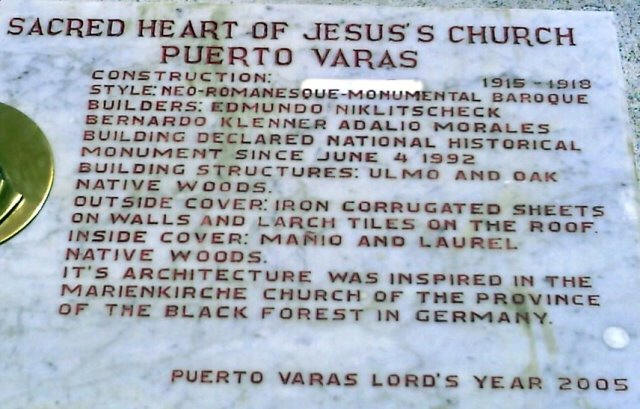 SACRED HEART OF JESUS'S CHURCH
PUERTO VARAS
CONSTRUCTION: 1915-1918
STYLE: NEO-ROMANESQUE-MONUMENTAL BAROQUE
BUILDERS: EDMUNDO NIKLITSCHECK
BERNARDO KLENNER ADALIO MORALES
BUILDING DECLARED NATIONAL HISTORICAL
MONUMENT SINCE JUNE 4 1992
BUILDING STRUCTURES: ULMO AND OAK
NATIVE WOODS.
OUTSIDE COVER: IRON CORRUGATED SHEETS
ON WALLS AND LARCH TILES ON THE ROOF.
INSIDE COVER: MAÑIO AND LAUREL
NATIVE WOODS.
IT'S ARCHITECTURE WAS INSPIRED IN THE
MARIENKIRCHE CHURCH OF THE PROVINCE
OF THE BLACK FOREST IN GERMANY.
PUERTO VARAS LORD'S YEAR 2005